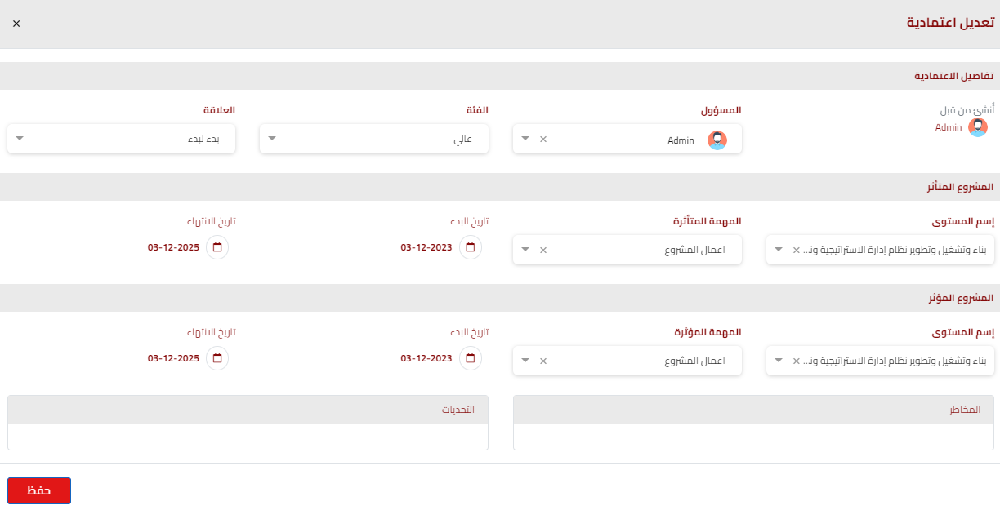 تعديل اعتمادية
×
تفاصيل الاعتمادية
أنشئ من قبل
Admin
المسؤول
Admin ×
الفئة
عالي
العلاقة
بدء لبدء
المشروع المتأثر
إسم المستوى
بناء وتشغيل وتطوير نظام إدارة الاستراتيجية ونـ... ×
المهمة المتأثرة
اعمال المشروع ×
تاريخ البدء
03-12-2023
تاريخ الانتهاء
03-12-2025
المشروع المؤثر
إسم المستوى
بناء وتشغيل وتطوير نظام إدارة الاستراتيجية ونـ... ×
المهمة المؤثرة
اعمال المشروع ×
تاريخ البدء
03-12-2023
تاريخ الانتهاء
03-12-2025
المخاطر
التحديات
حفظ